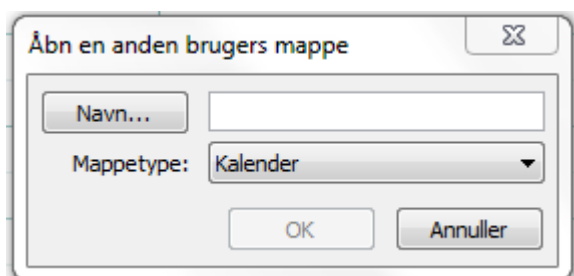 Åbn en anden brugers mappe
Navn...
Mappetype: Kalender
OK Annuller